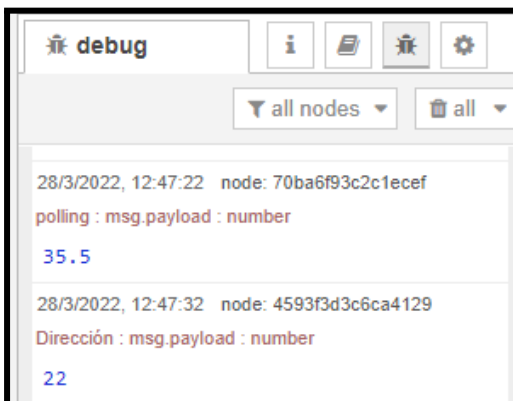 debug
all nodes
all
28/3/2022, 12:47:22 node: 70ba6f93c2c1ecef
polling : msg.payload : number
35.5
28/3/2022, 12:47:32 node: 4593f3d3c6ca4129
Dirección : msg.payload : number
22